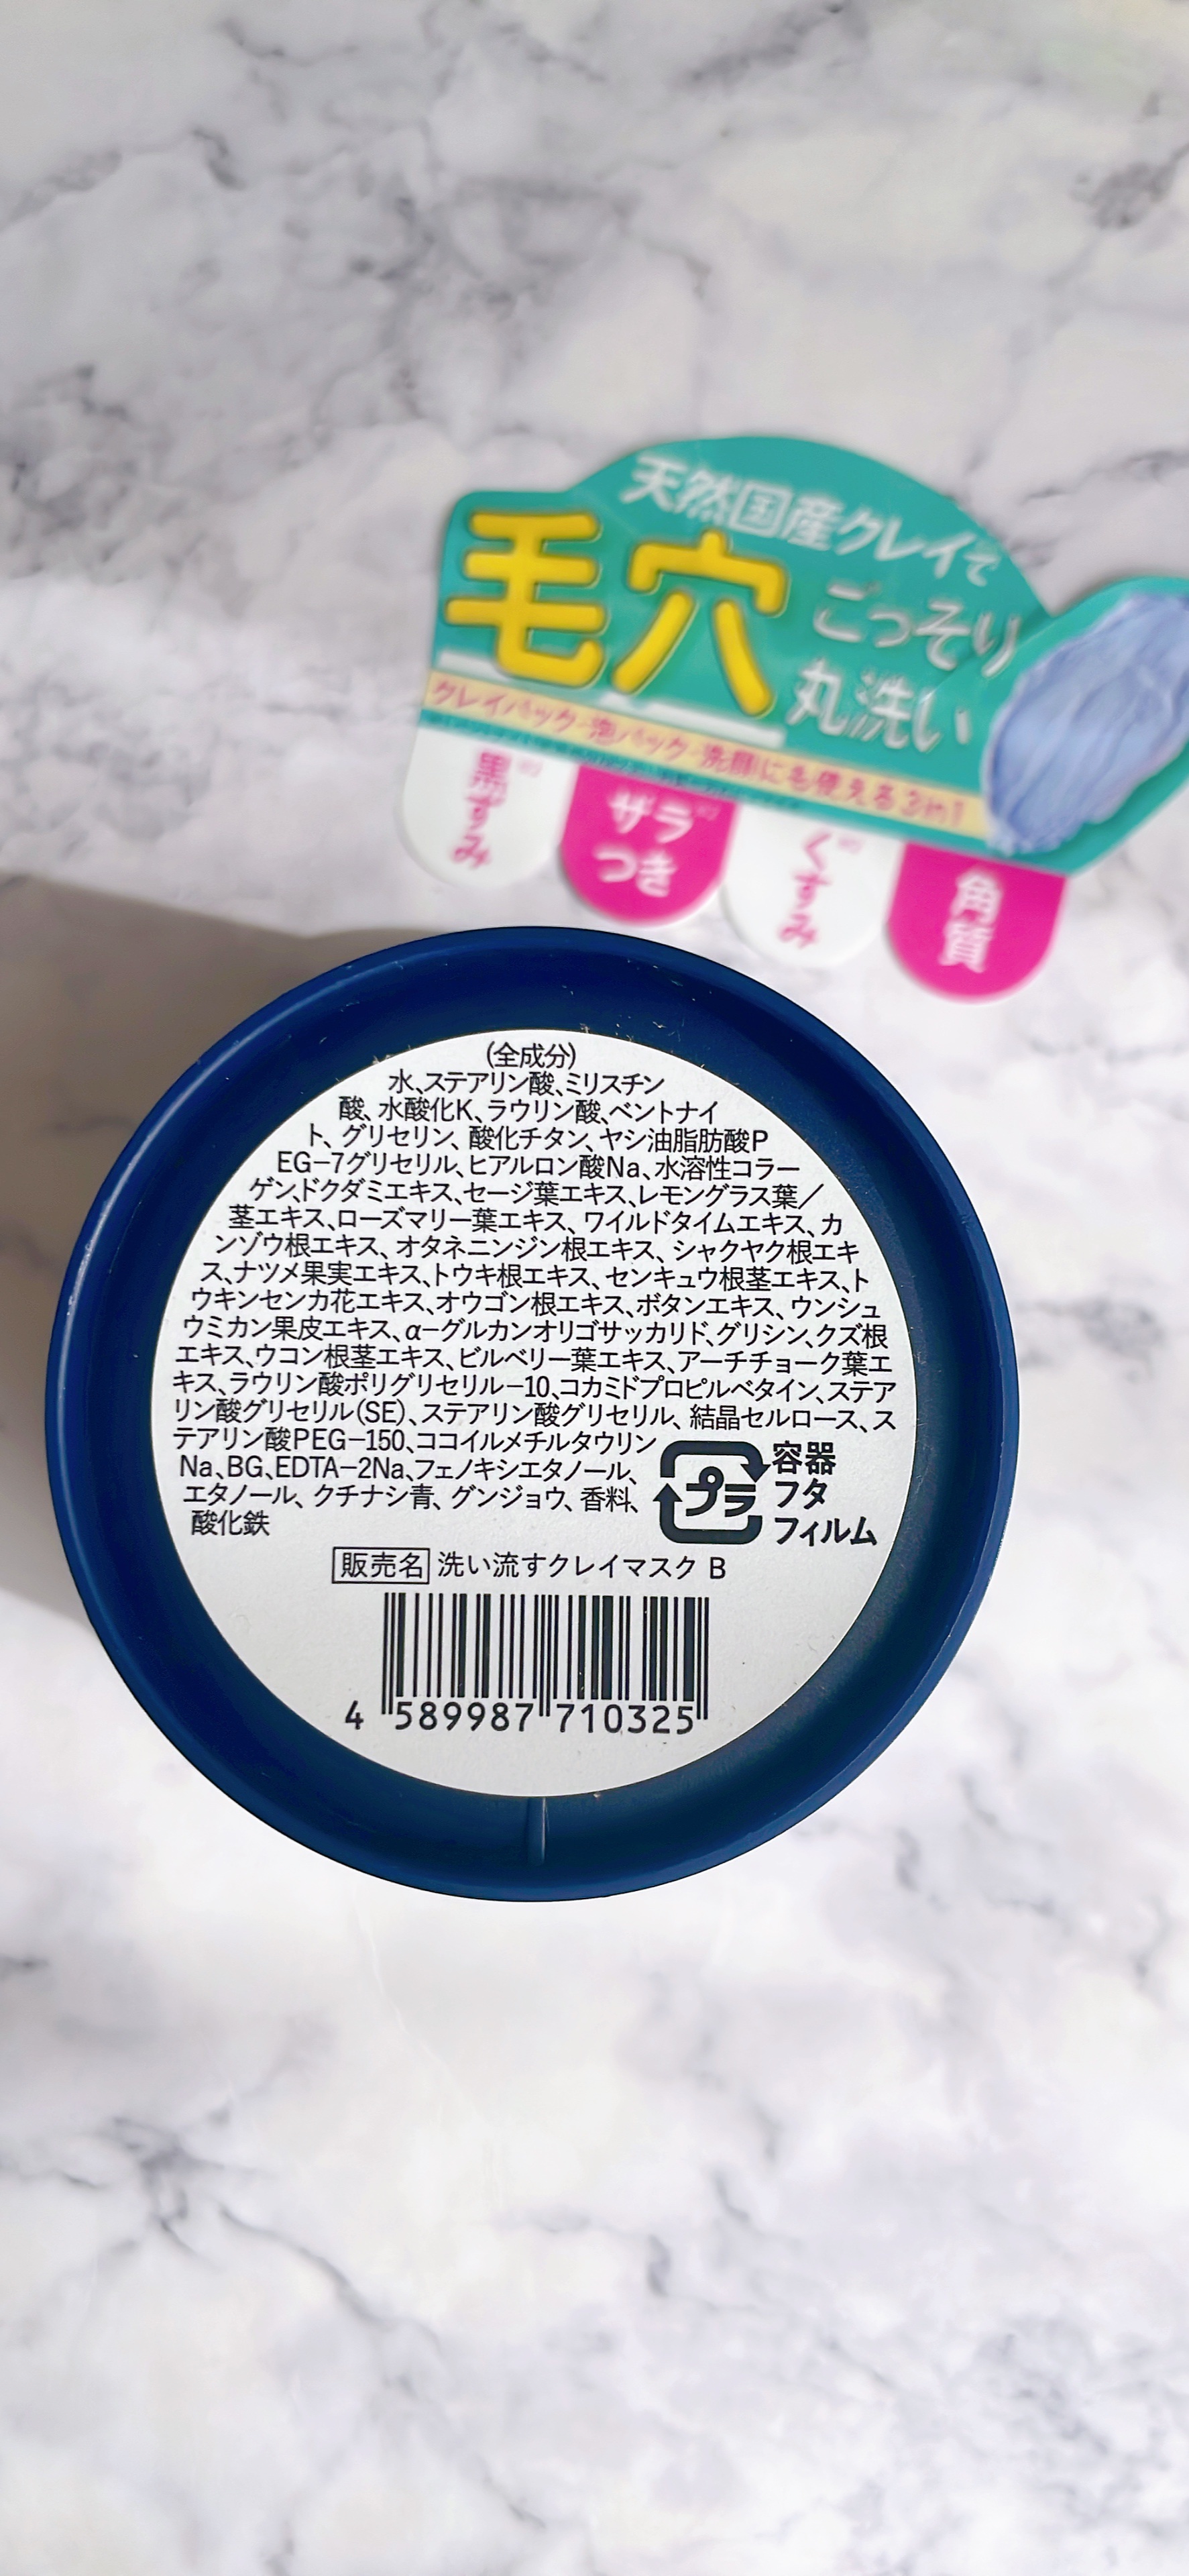 天然国産クレイで
毛穴
ごっそり
丸洗い
クレイパック・泡パック・洗顔にも使える3in1
黒ずみ
ザラつき
くすみ
角質
(全成分)
水、ステアリン酸、ミリスチン
酸、水酸化K、ラウリン酸、ベントナイ
ト、グリセリン、酸化チタン、ヤシ油脂肪酸P
EG-7グリセリル、ヒアルロン酸Na、水溶性コラー
ゲン、ドクダミエキス、セージ葉エキス、レモングラス葉/
茎エキス、ローズマリー葉エキス、ワイルドタイムエキス、カ
ンゾウ根エキス、オタネニンジン根エキス、シャクヤク根エキ
ス、ナツメ果実エキス、トウキ根エキス、センキュウ根茎エキス、ト
ウキンセンカ花エキス、オウゴン根エキス、ボタンエキス、ウンシュ
ウミカン果皮エキス、α-グルカンオリゴサッカリド、グリシン、クズ根
エキス、ウコン根茎エキス、ビルベリー葉エキス、アーチチョーク葉エ
キス、ラウリン酸ポリグリセリル-10、コカミドプロピルベタイン、ステア
リン酸グリセリル(SE)、ステアリン酸グリセリル、結晶セルロース、ス
テアリン酸PEG-150、ココイルメチルタウリン
Na、BG、EDTA-2Na、フェノキシエタノール、
エタノール、クチナシ青、グンジョウ、香料、
酸化鉄
プラ
容器
フタ
フィルム
販売名 洗い流すクレイマスク B
4 589987 710325